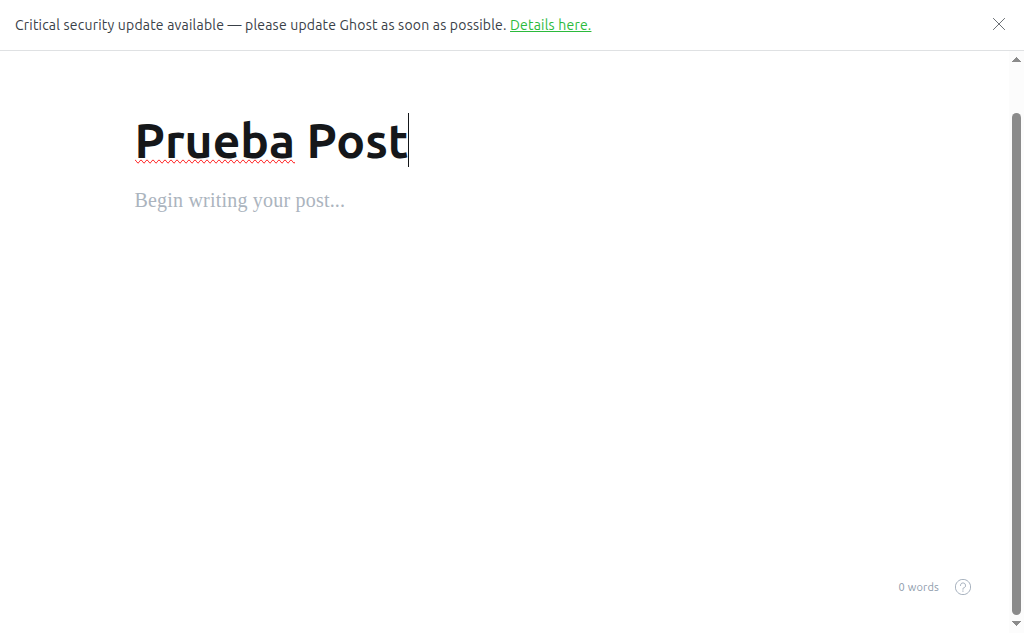 Critical security update available — please update Ghost as soon as possible. Details here.
Prueba Post
Begin writing your post...
0 words
?